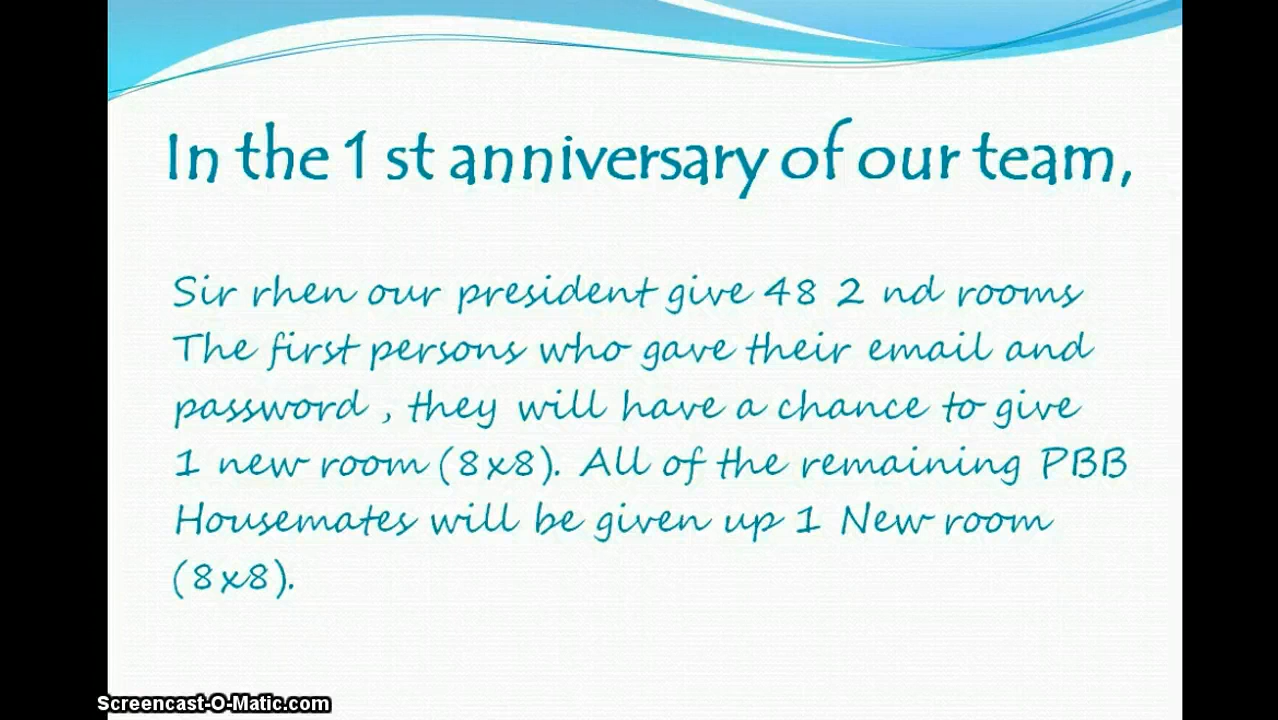 In the 1 st anniversary of our team,
Sir rhen our president give 48 2 nd rooms
The first persons who gave their email and
password , they will have a chance to give
1 new room (8x8). All of the remaining PBB
Housemates will be given up 1 New room
(8x8).
Screencast-O-Matic.com